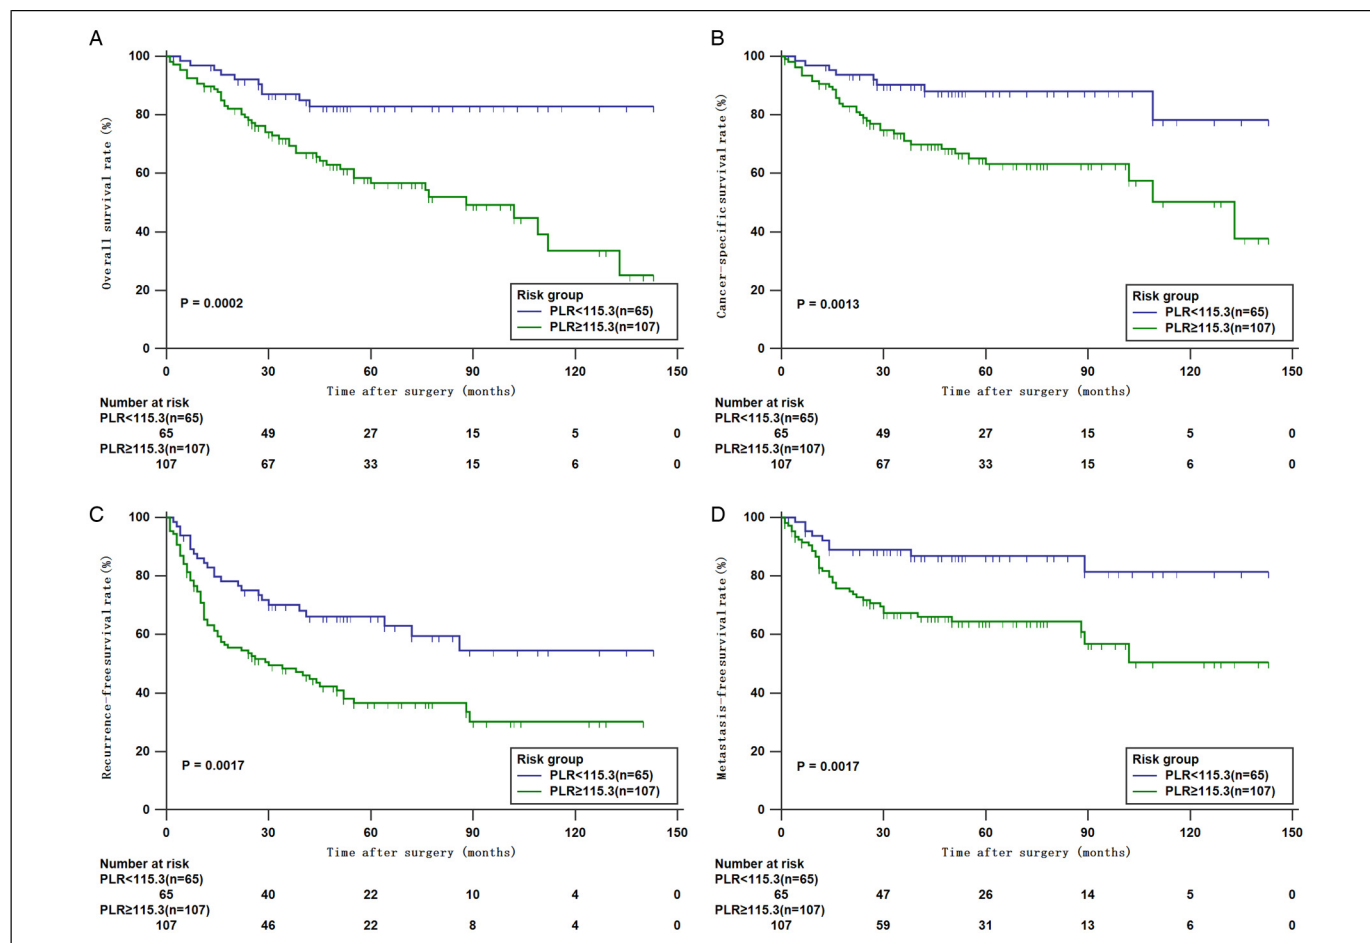 A
100
80
60
40
20
0
Overall survival rate (%)
P = 0.0002
Risk group
PLR<115.3(n=65)
PLR≥115.3(n=107)
0 30 60 90 120 150
Time after surgery (months)
Number at risk
PLR<115.3(n=65)
65 49 27 15 5 0
PLR≥115.3(n=107)
107 67 33 15 6 0
B
100
80
60
40
20
0
Cancer-specific survival rate (%)
P = 0.0013
Risk group
PLR<115.3(n=65)
PLR≥115.3(n=107)
0 30 60 90 120 150
Time after surgery (months)
Number at risk
PLR<115.3(n=65)
65 49 27 15 5 0
PLR≥115.3(n=107)
107 67 33 15 6 0
C
100
80
60
40
20
0
Recurrence-free survival rate (%)
P = 0.0017
Risk group
PLR<115.3(n=65)
PLR≥115.3(n=107)
0 30 60 90 120 150
Time after surgery (months)
Number at risk
PLR<115.3(n=65)
65 40 22 10 4 0
PLR≥115.3(n=107)
107 46 22 8 4 0
D
100
80
60
40
20
0
Metastasis-free survival rate (%)
P = 0.0017
Risk group
PLR<115.3(n=65)
PLR≥115.3(n=107)
0 30 60 90 120 150
Time after surgery (months)
Number at risk
PLR<115.3(n=65)
65 47 26 14 5 0
PLR≥115.3(n=107)
107 59 31 13 6 0